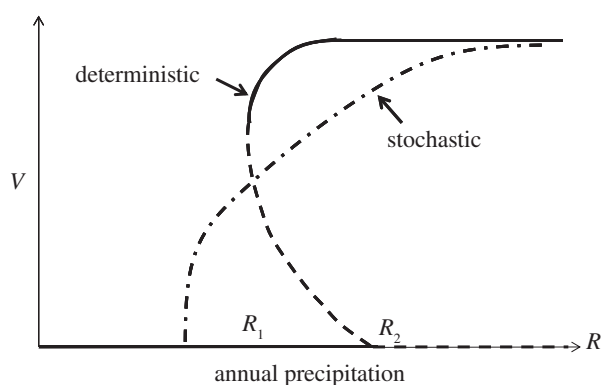 deterministic
stochastic
V
R1
R2
R
annual precipitation